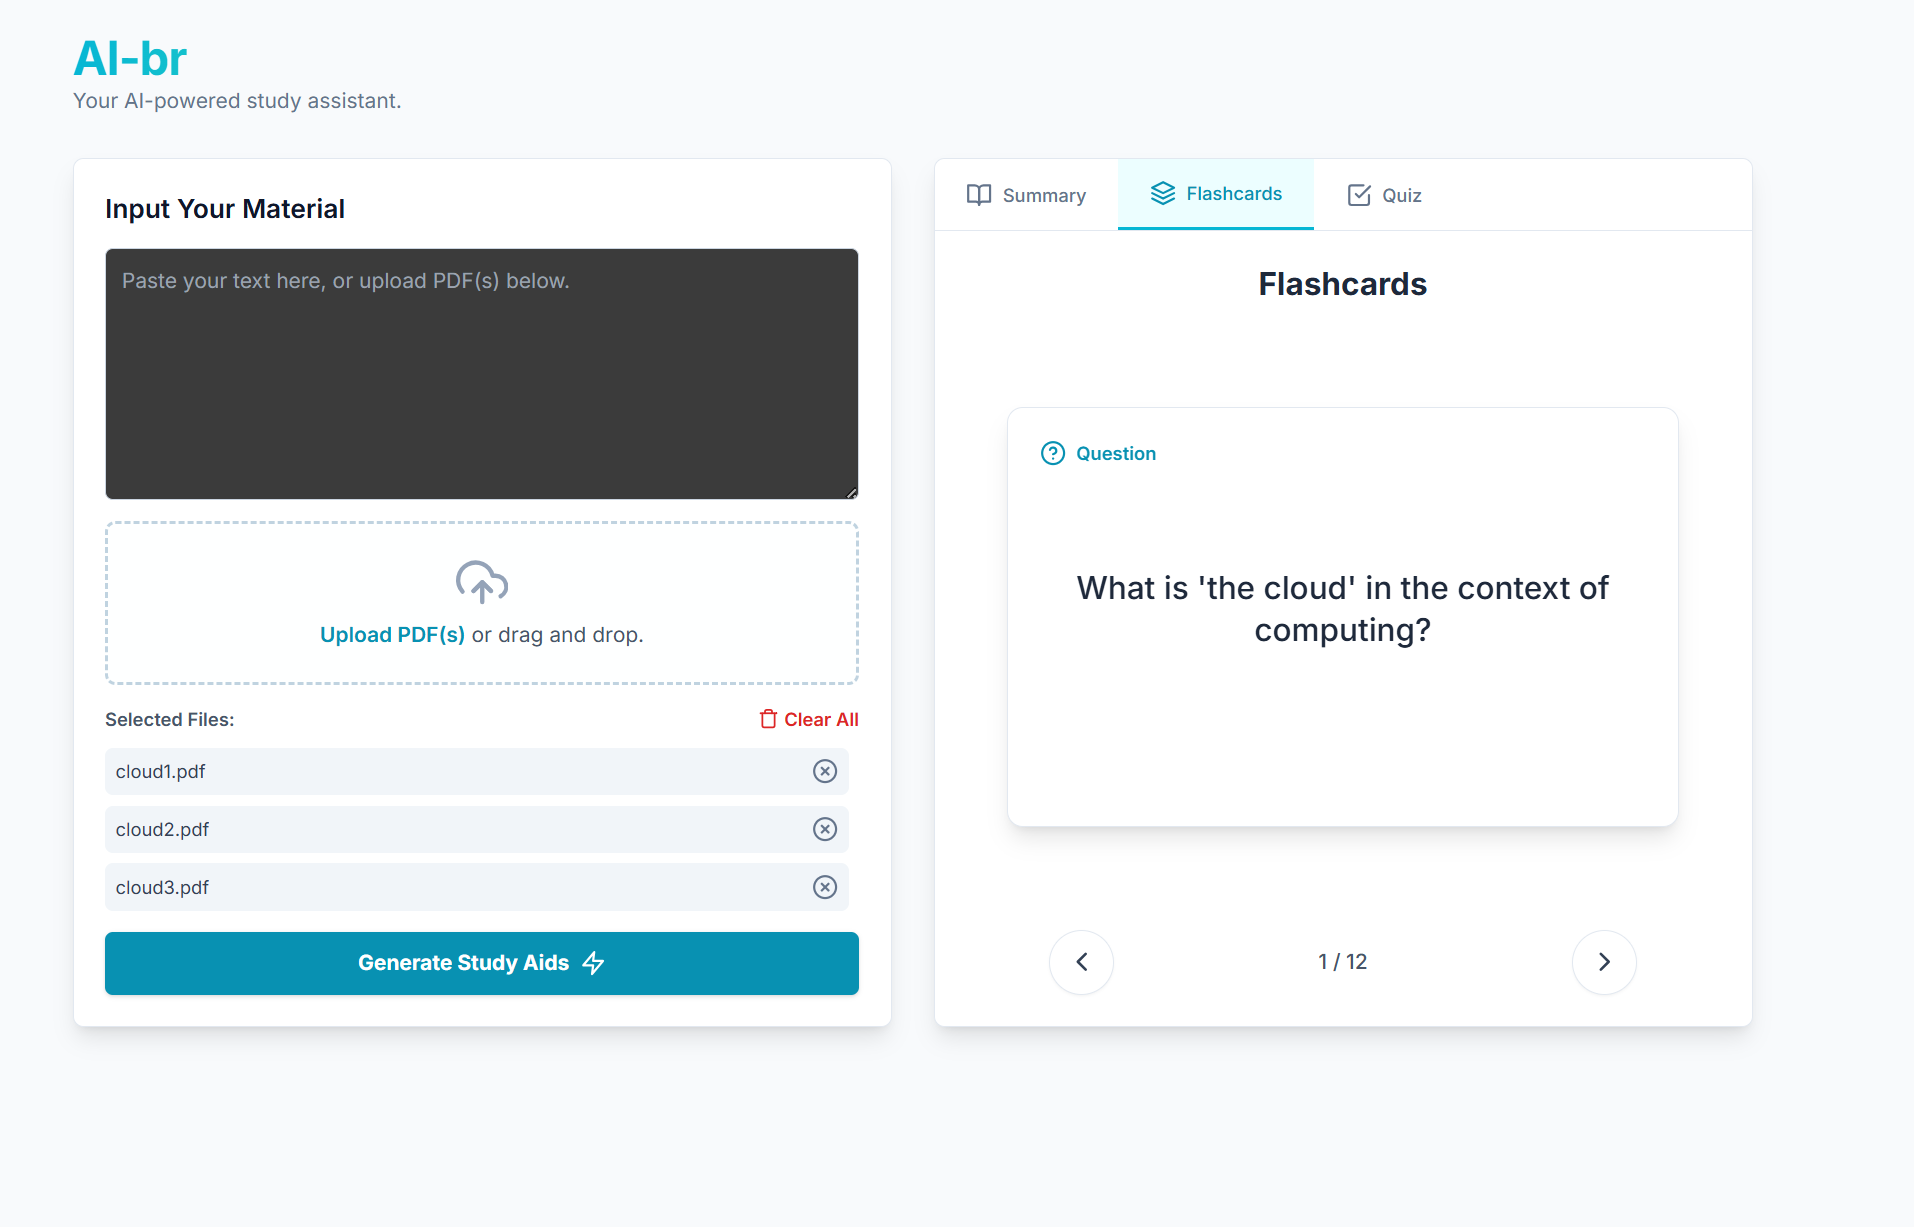 AI-br
Your AI-powered study assistant.
Input Your Material
Paste your text here, or upload PDF(s) below.
Upload PDF(s) or drag and drop.
Selected Files:
Clear All
cloud1.pdf
cloud2.pdf
cloud3.pdf
Generate Study Aids
Summary
Flashcards
Quiz
Flashcards
Question
What is 'the cloud' in the context of
computing?
1 / 12